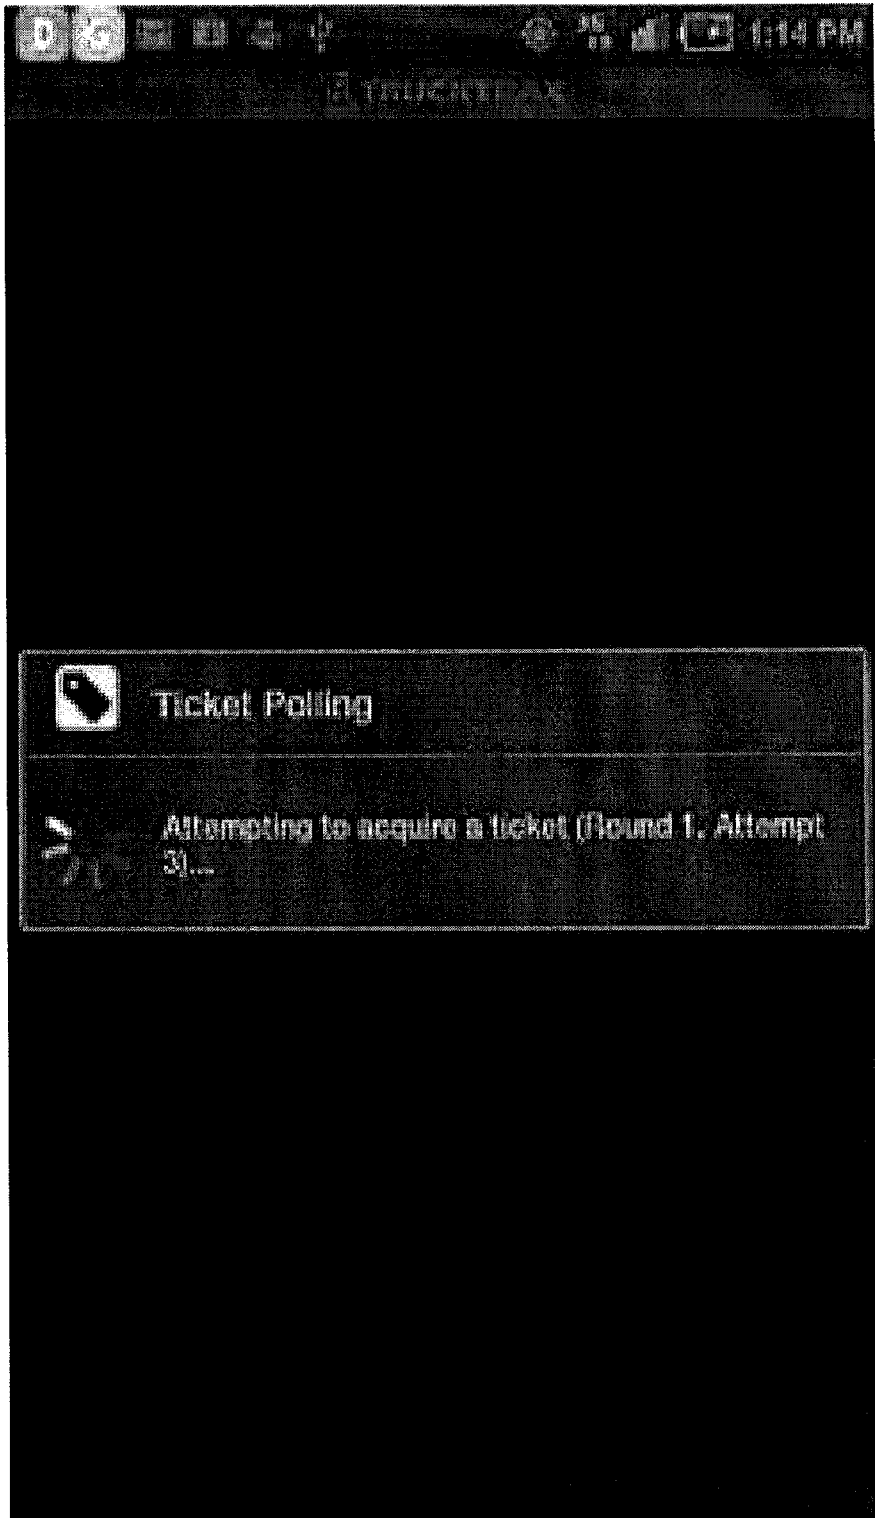 1:14 PM
Ticket Polling
Attempting to acquire a ticket (Round 1, Attempt
3)...